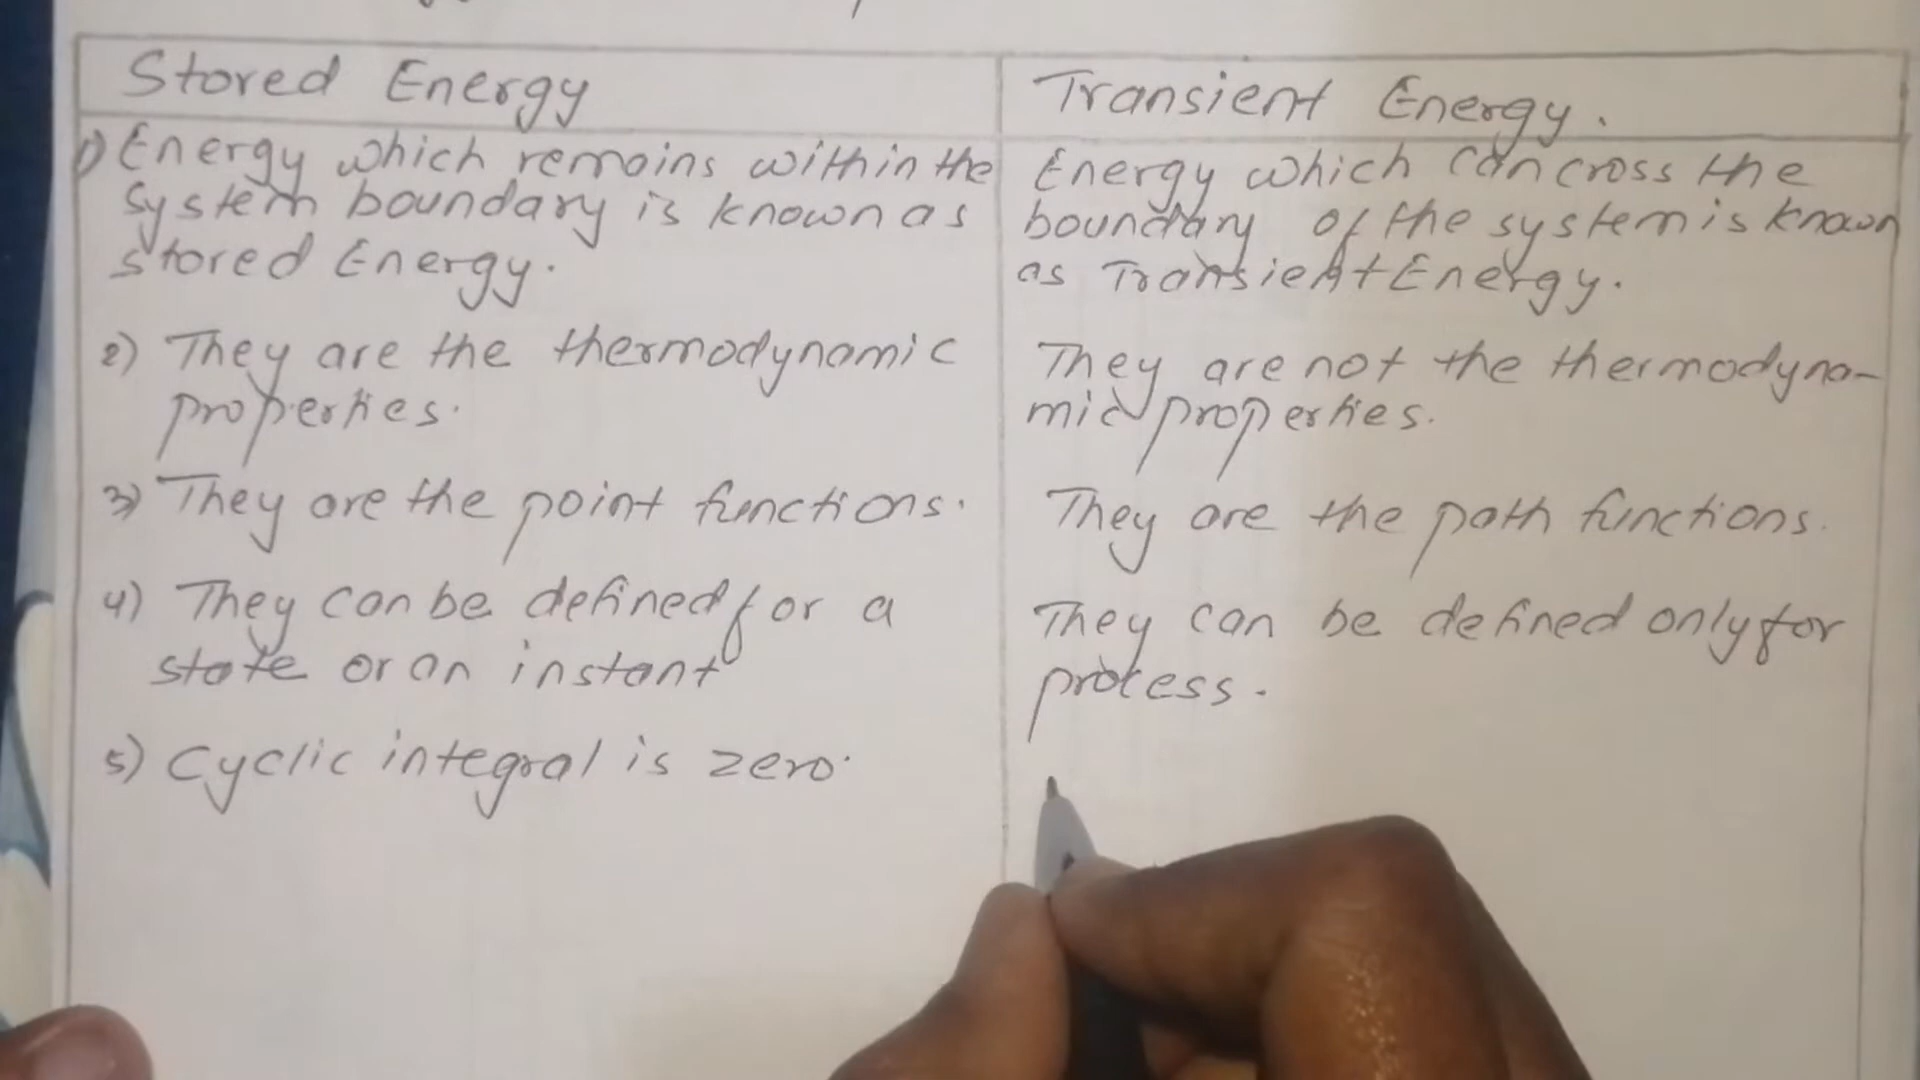 Stored Energy
1) Energy which remains within the
system boundary is known as
stored Energy.
2) They are the thermodynamic
properties.
3) They are the point functions.
4) They can be defined for a
state or an instant
5) Cyclic integral is zero.
Transient Energy.
Energy which can cross the
boundary of the system is known
as Transient Energy.
They are not the thermodyna-
mic properties.
They are the path functions.
They can be defined only for
process.